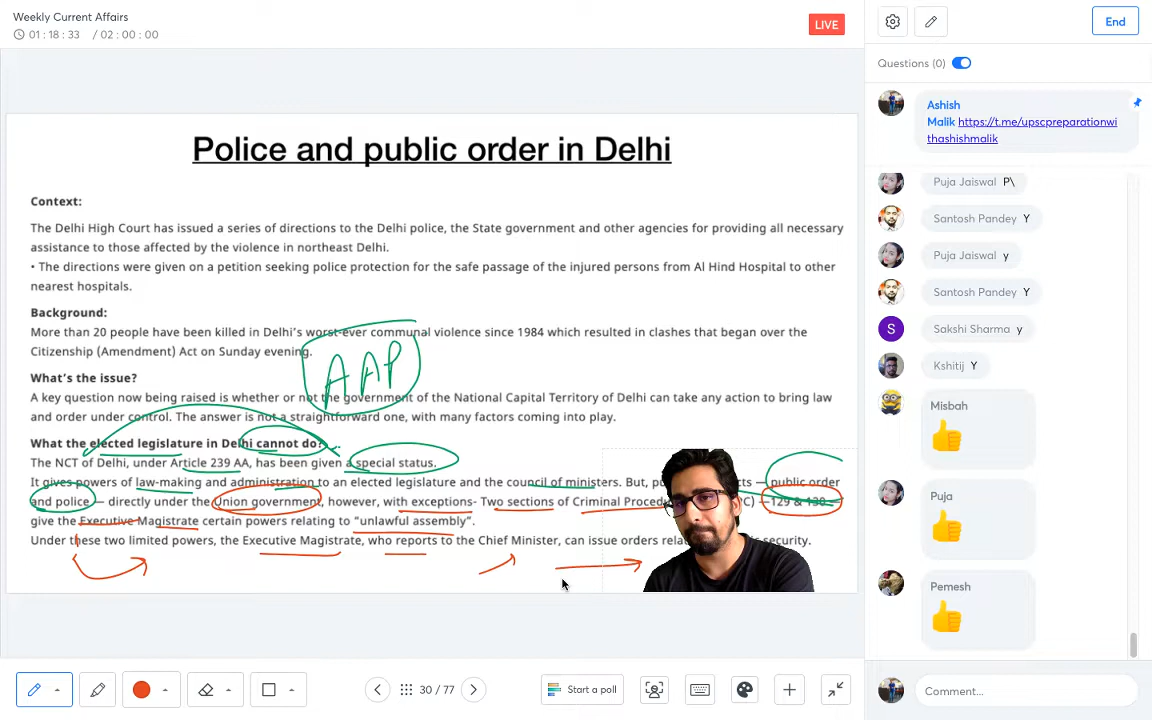 Weekly Current Affairs
01 : 18 : 33 / 02 : 00 : 00
LIVE
End
Questions (0)
Police and public order in Delhi
Context:
The Delhi High Court has issued a series of directions to the Delhi police, the State government and other agencies for providing all necessary
assistance to those affected by the violence in northeast Delhi.
• The directions were given on a petition seeking police protection for the safe passage of the injured persons from Al Hind Hospital to other
nearest hospitals.
Background:
More than 20 people have been killed in Delhi's worst-ever communal violence since 1984 which resulted in clashes that began over the
Citizenship (Amendment) Act on Sunday evening.
AAP
What's the issue?
A key question now being raised is whether or not the government of the National Capital Territory of Delhi can take any action to bring law
and order under control. The answer is not a straightforward one, with many factors coming into play.
What the elected legislature in Delhi cannot do?
The NCT of Delhi, under Article 239 AA, has been given a special status.
It gives powers of law-making and administration to an elected legislature and the council of ministers. But, — public order
and police — directly under the Union government, however, with exceptions- Two sections of Criminal —129 & 130 —
give the Executive Magistrate certain powers relating to "unlawful assembly".
Under these two limited powers, the Executive Magistrate, who reports to the Chief Minister, can issue orders security.
Ashish
Malik https://t.me/upscpreparationwi
thashishmalik
Puja Jaiswal P\
Santosh Pandey Y
Puja Jaiswal y
Santosh Pandey Y
S
Sakshi Sharma y
Kshitij Y
Misbah
Puja
Pemesh
30 / 77
Start a poll
Comment...